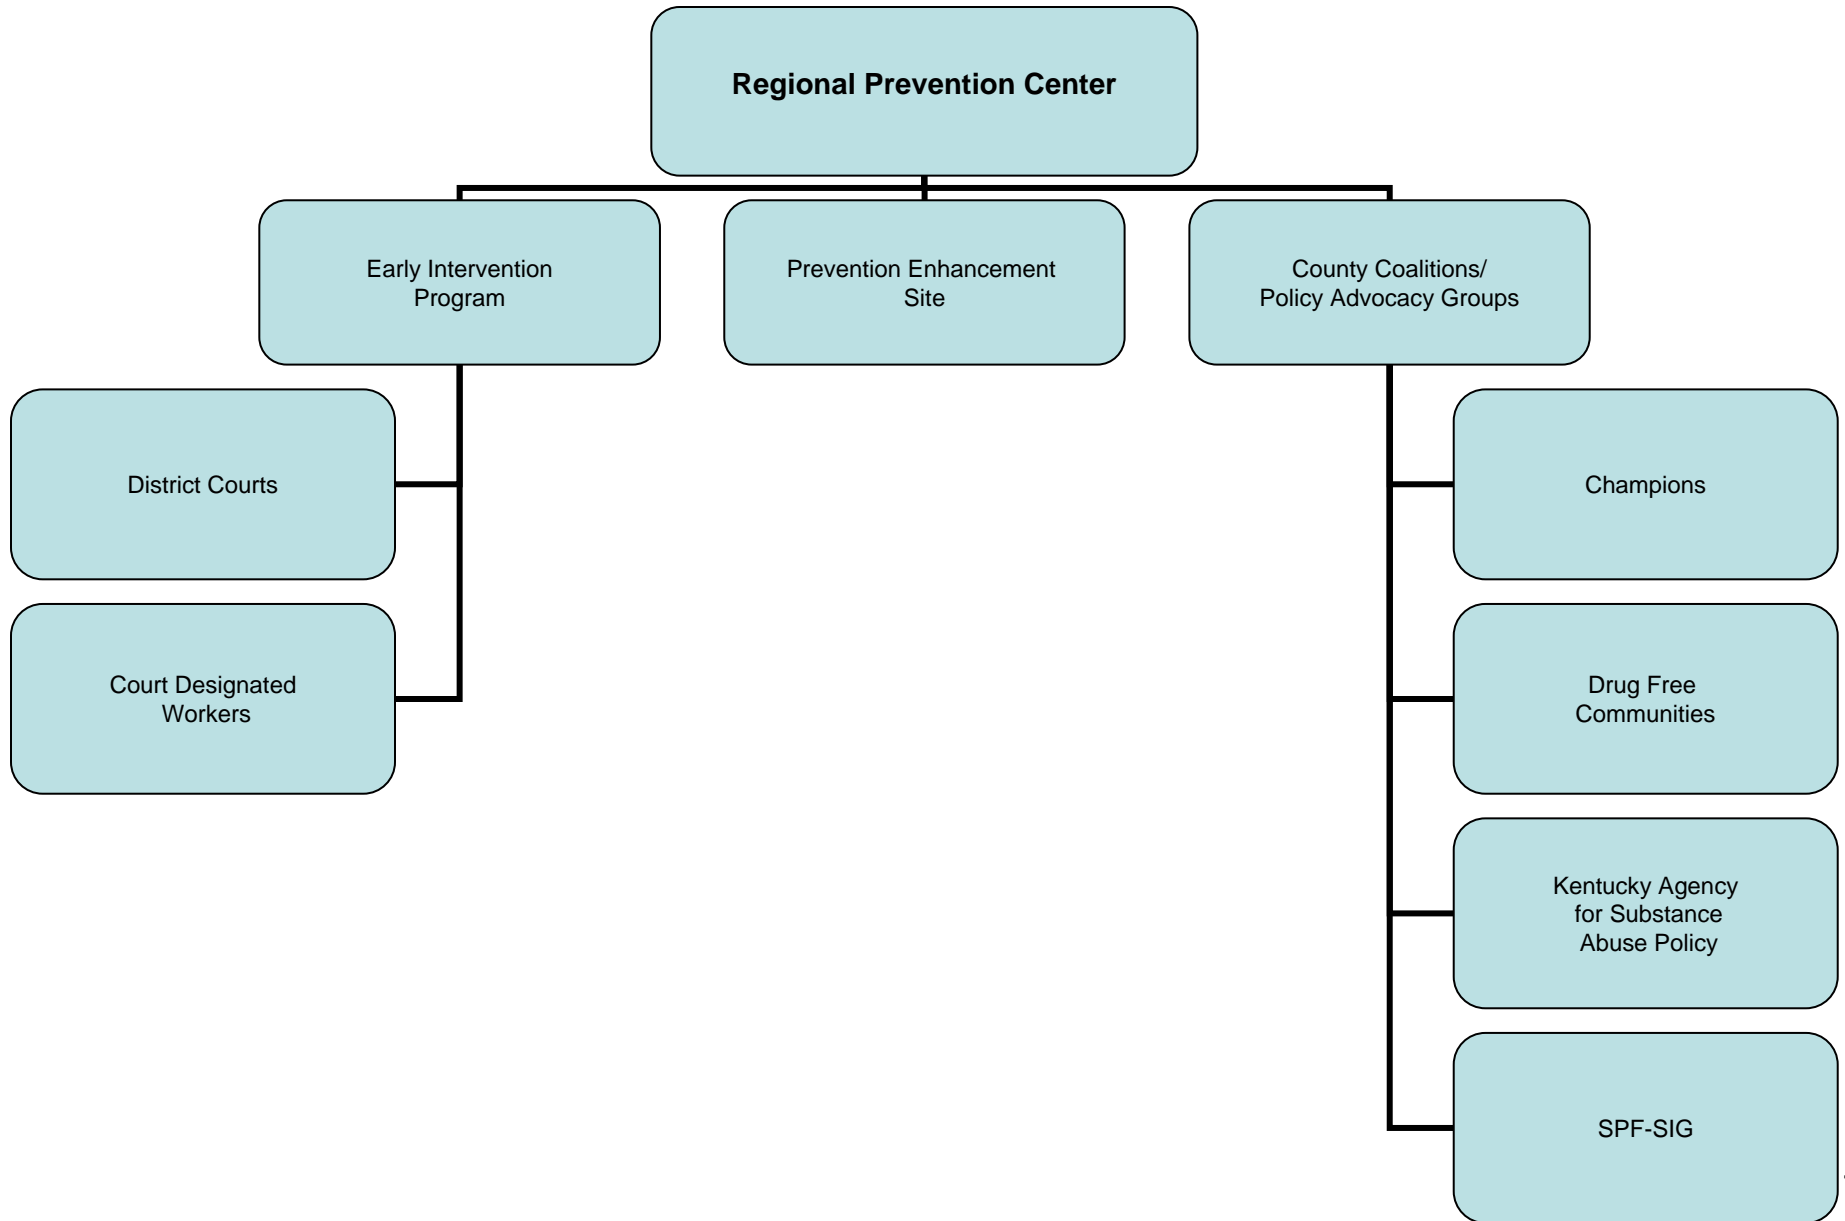 Regional Prevention Center
Early Intervention
Program
Prevention Enhancement
Site
County Coalitions/
Policy Advocacy Groups
District Courts
Court Designated
Workers
Champions
Drug Free
Communities
Kentucky Agency
for Substance
Abuse Policy
SPF-SIG